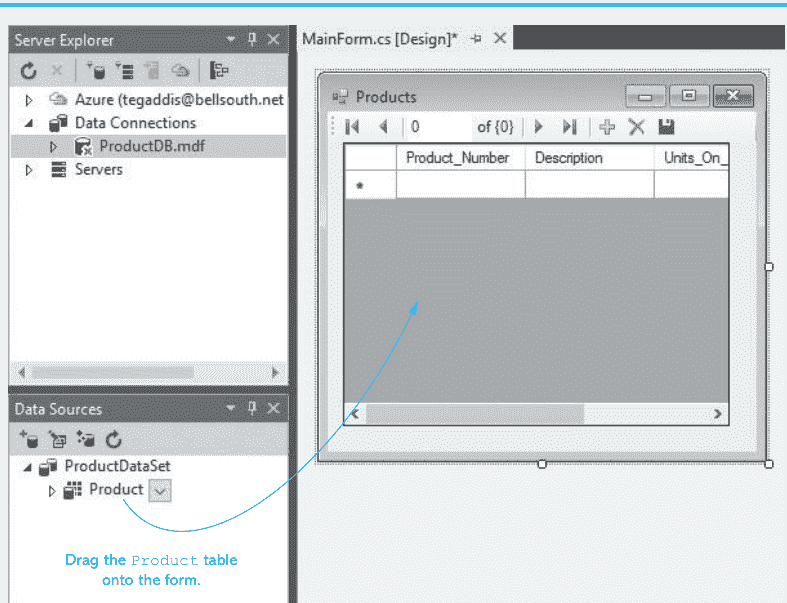 Server Explorer
MainForm.cs [Design]*
Azure (tegaddis@bellsouth.net
Data Connections
ProductDB.mdf
Servers
Products
0 of {0}
Product_Number Description Units_On_
*
Data Sources
ProductDataSet
Product
Drag the Product table
onto the form.